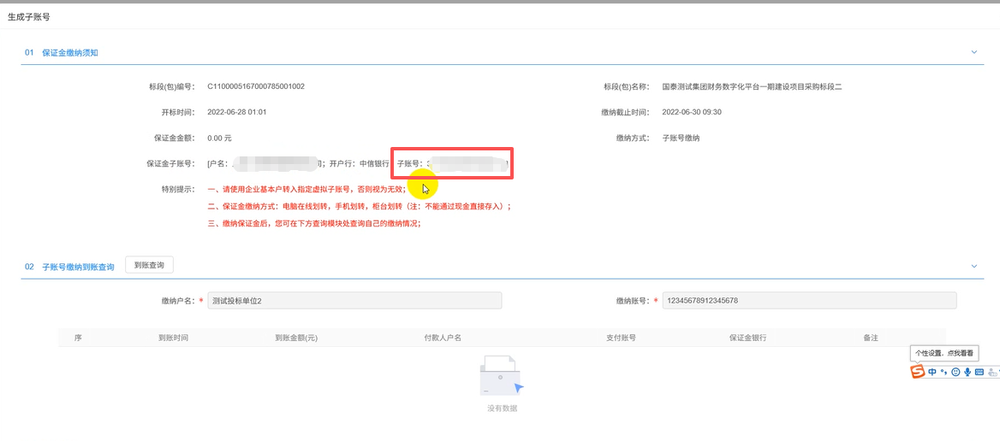 生成子账号
01 保证金缴纳须知
标段(包)编号： C1100005167000785001002 标段(包)名称： 国泰测试集团财务数字化平台一期建设项目采购标段二
开标时间： 2022-06-28 01:01 缴纳截止时间： 2022-06-30 09:30
保证金金额： 0.00 元 缴纳方式： 子账号缴纳
保证金子账号： [户名： ；开户行：中信银行 子账号：3
特别提示： 一、请使用企业基本户转入指定虚拟子账号，否则视为无效；
二、保证金缴纳方式：电脑在线划转，手机划转，柜台划转（注：不能通过现金直接存入）；
三、缴纳保证金后，您可在下方查询模块处查询自己的缴纳情况；
02 子账号缴纳到账查询 到账查询
缴纳户名： * 测试投标单位2 缴纳账号： * 12345678912345678
序 到账时间 到账金额(元) 付款人户名 支付账号 保证金银行 备注
没有数据
个性设置，点我看看
S 中